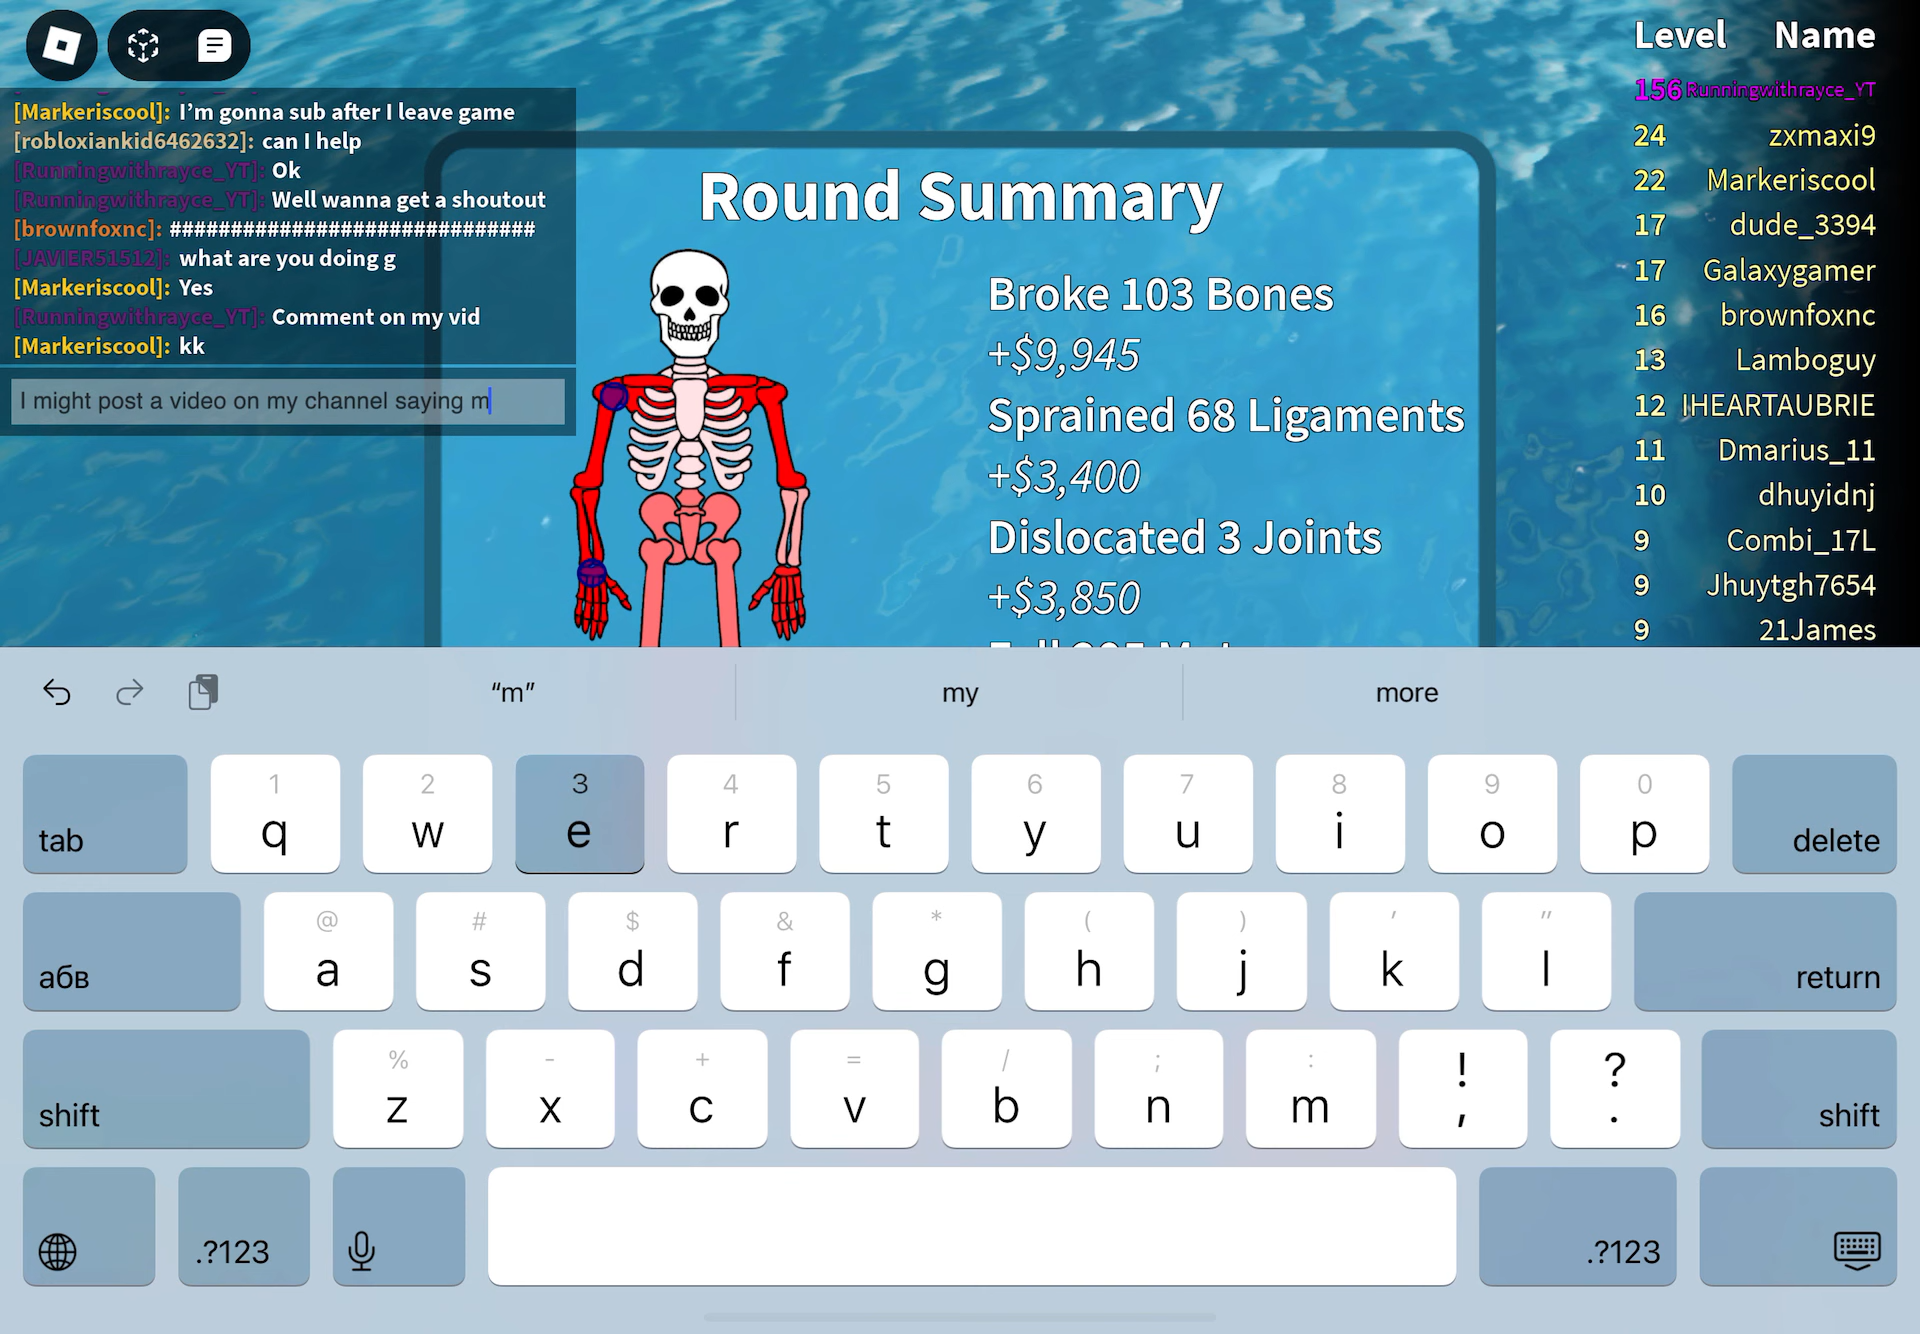 [Markeriscool]: I'm gonna sub after I leave game
[robloxiankid6462632]: can I help
[Runningwithrayce_YT]: Ok
[Runningwithrayce_YT]: Well wanna get a shoutout
[brownfoxnc]: ##############################
[JAVIER51512]: what are you doing g
[Markeriscool]: Yes
[Runningwithrayce_YT]: Comment on my vid
[Markeriscool]: kk
I might post a video on my channel saying m
Round Summary
Broke 103 Bones
+$9,945
Sprained 68 Ligaments
+$3,400
Dislocated 3 Joints
+$3,850
Level Name
156 Runningwithrayce_YT
24 zxmaxi9
22 Markeriscool
17 dude_3394
17 Galaxygamer
16 brownfoxnc
13 Lamboguy
12 IHEARTAUBRIE
11 Dmarius_11
10 dhuyidnj
9 Combi_17L
9 Jhuytgh7654
9 21James
“m” my more
1 2 3 4 5 6 7 8 9 0
tab q w e r t y u i o p delete
@ # $ & * ( ) ' "
абв a s d f g h j k l return
% - + = / ; : ! ?
shift z x c v b n m , . shift
.?123 .?123